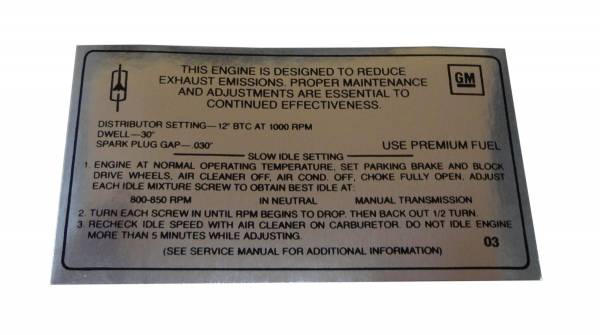 THIS ENGINE IS DESIGNED TO REDUCE
EXHAUST EMISSIONS. PROPER MAINTENANCE
AND ADJUSTMENTS ARE ESSENTIAL TO
CONTINUED EFFECTIVENESS.
GM
DISTRIBUTOR SETTING—12" BTC AT 1000 RPM
DWELL—30"
SPARK PLUG GAP—.030"
USE PREMIUM FUEL
SLOW IDLE SETTING
1. ENGINE AT NORMAL OPERATING TEMPERATURE, SET PARKING BRAKE AND BLOCK
DRIVE WHEELS, AIR CLEANER OFF, AIR COND. OFF, CHOKE FULLY OPEN. ADJUST
EACH IDLE MIXTURE SCREW TO OBTAIN BEST IDLE AT:
800-850 RPM IN NEUTRAL MANUAL TRANSMISSION
2. TURN EACH SCREW IN UNTIL RPM BEGINS TO DROP. THEN BACK OUT 1/2 TURN.
3. RECHECK IDLE SPEED WITH AIR CLEANER ON CARBURETOR. DO NOT IDLE ENGINE
MORE THAN 5 MINUTES WHILE ADJUSTING.
03
(SEE SERVICE MANUAL FOR ADDITIONAL INFORMATION)